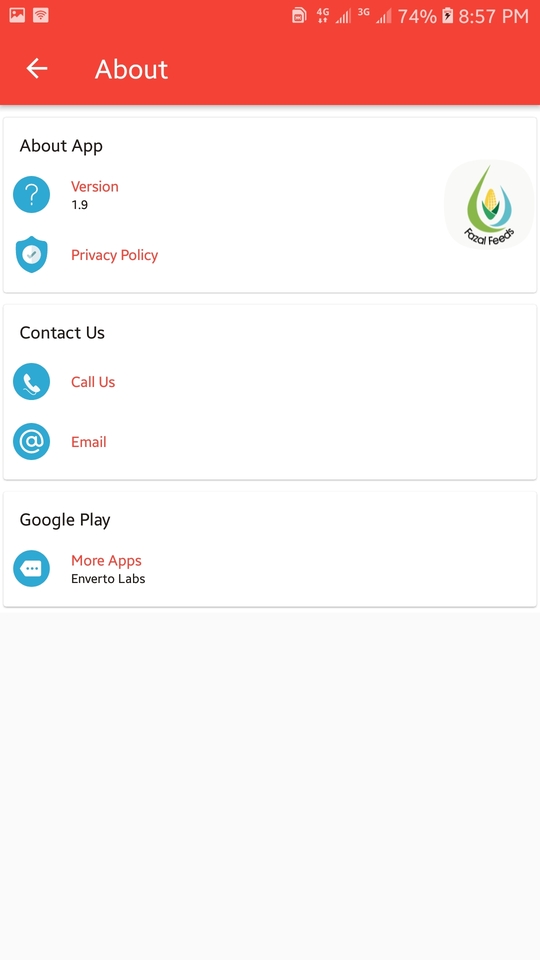 4G 3G 74% 8:57 PM
About
About App
Version
1.9
Privacy Policy
Fazal Feeds
Contact Us
Call Us
Email
Google Play
More Apps
Enverto Labs